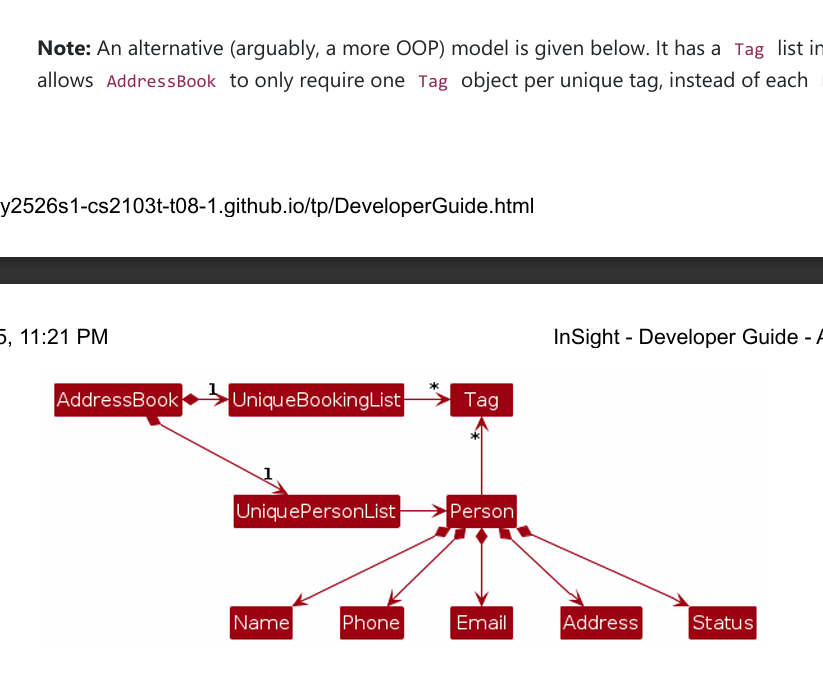 Note: An alternative (arguably, a more OOP) model is given below. It has a Tag list in
allows AddressBook to only require one Tag object per unique tag, instead of each
y2526s1-cs2103t-t08-1.github.io/tp/DeveloperGuide.html
5, 11:21 PM InSight - Developer Guide - A
AddressBook 1 UniqueBookingList * Tag
*
1
UniquePersonList Person
Name Phone Email Address Status